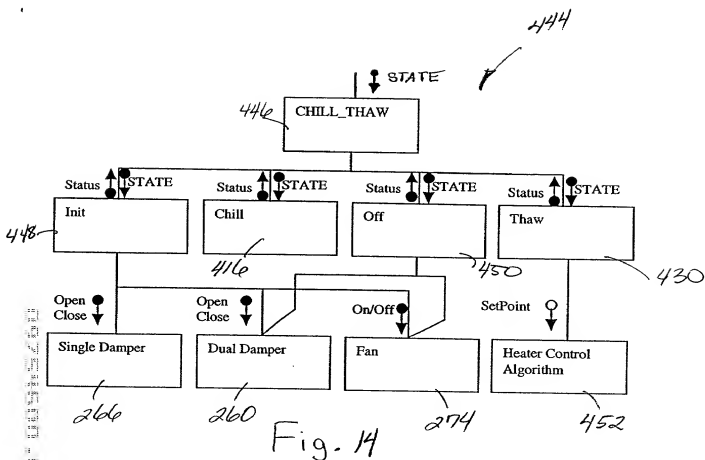 444
STATE
446
CHILL_THAW
Status STATE Status STATE Status STATE Status STATE
Init Chill Off Thaw
448
416
450
430
Open Close
Open Close
On/Off
SetPoint
Single Damper
Dual Damper
Fan
Heater Control
Algorithm
266
260
274
452
Fig. 14